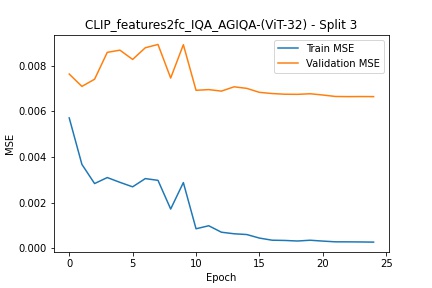 CLIP_features2fc_IQA_AGIQA-(ViT-32) - Split 3
Train MSE
Validation MSE
0.008
0.006
0.004
0.002
0.000
MSE
0 5 10 15 20 25
Epoch